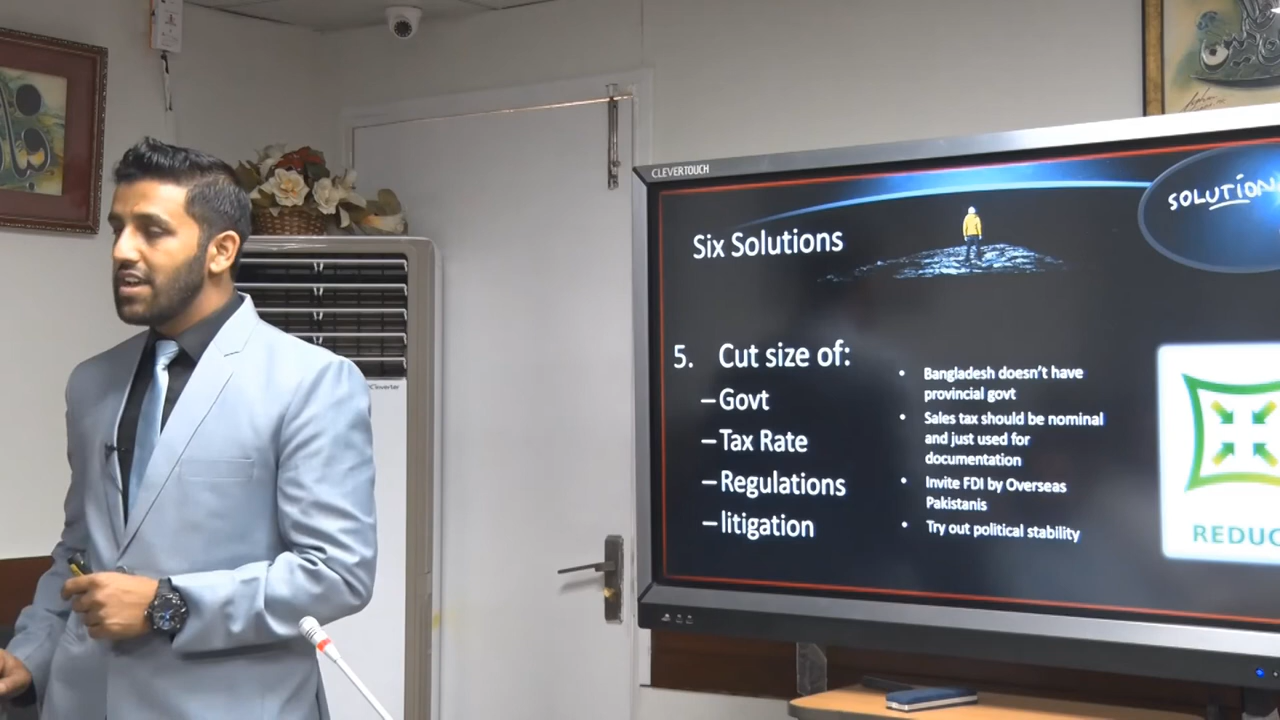 CLEVERTOUCH
SOLUTION
Six Solutions
5. Cut size of:
– Govt
– Tax Rate
– Regulations
– litigation
• Bangladesh doesn't have
provincial govt
• Sales tax should be nominal
and just used for
documentation
• Invite FDI by Overseas
Pakistanis
• Try out political stability
REDUC